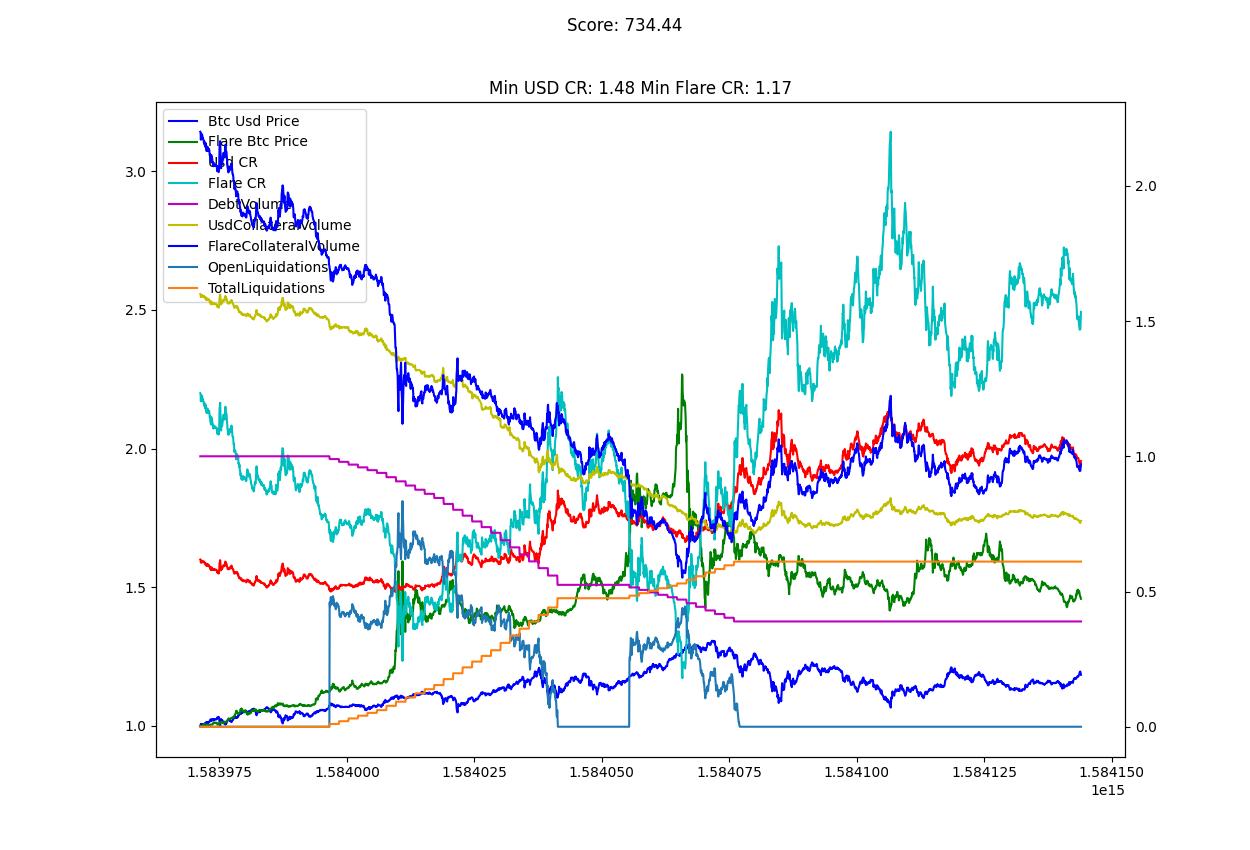 Score: 734.44
Min USD CR: 1.48 Min Flare CR: 1.17
Btc Usd Price
Flare Btc Price
Usd CR
Flare CR
DebtVolume
UsdCollateralVolume
FlareCollateralVolume
OpenLiquidations
TotalLiquidations
3.0
2.5
2.0
1.5
1.0
2.0
1.5
1.0
0.5
0.0
1.583975 1.584000 1.584025 1.584050 1.584075 1.584100 1.584125 1.584150
1e15